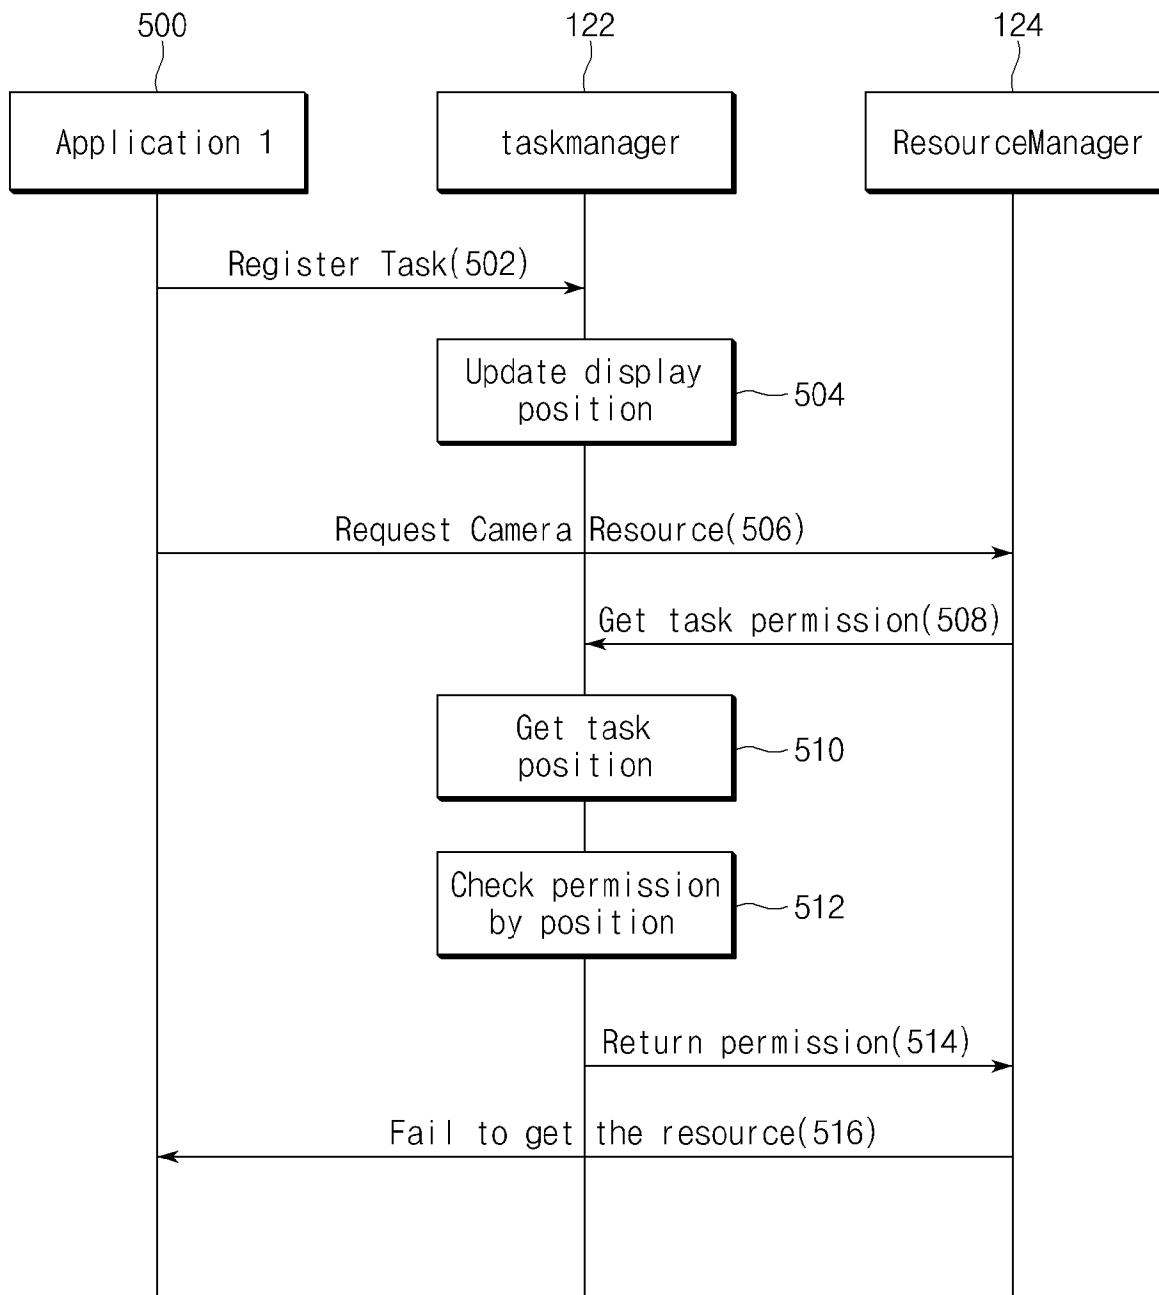 500
122
124
Application 1
taskmanager
ResourceManager
Register Task(502)
Update display
position
504
Request Camera Resource(506)
Get task permission(508)
Get task
position
510
Check permission
by position
512
Return permission(514)
Fail to get the resource(516)